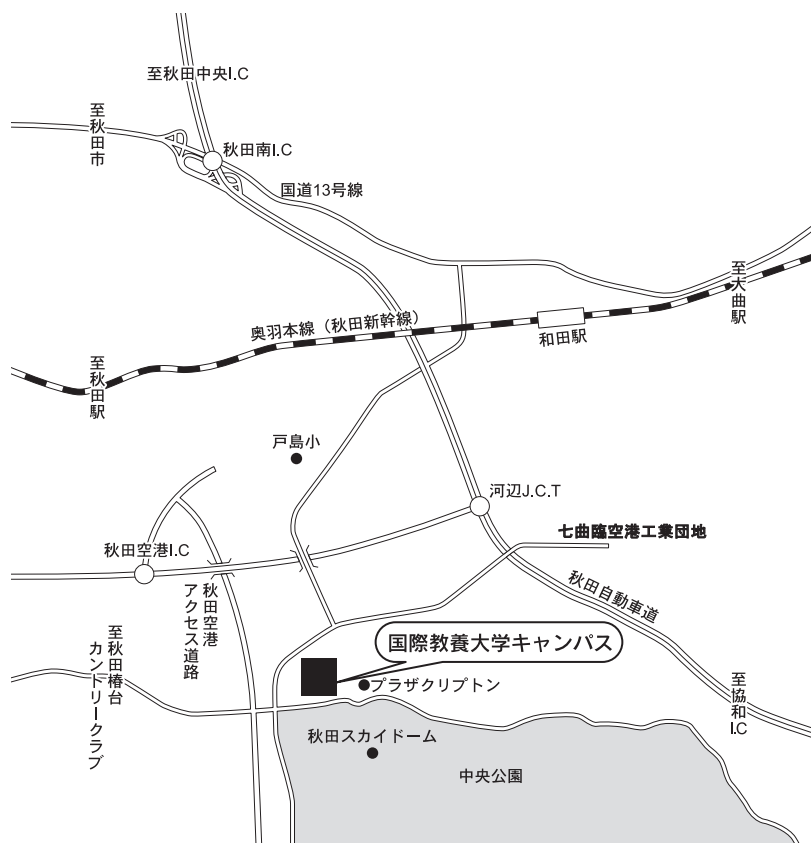 至秋田中央I.C
至秋田市
秋田南I.C
国道13号線
至大曲駅
奥羽本線（秋田新幹線）
和田駅
至秋田駅
戸島小
河辺J.C.T
七曲臨空港工業団地
秋田空港I.C
秋田空港
アクセス道路
秋田自動車道
至秋田椿台
カントリークラブ
国際教養大学キャンパス
プラザクリプトン
至協和I.C
秋田スカイドーム
中央公園